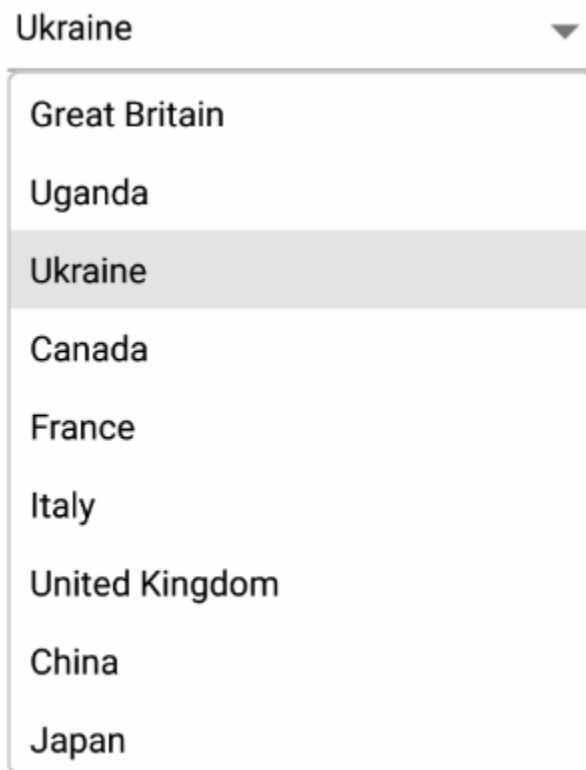 Ukraine
Great Britain
Uganda
Ukraine
Canada
France
Italy
United Kingdom
China
Japan